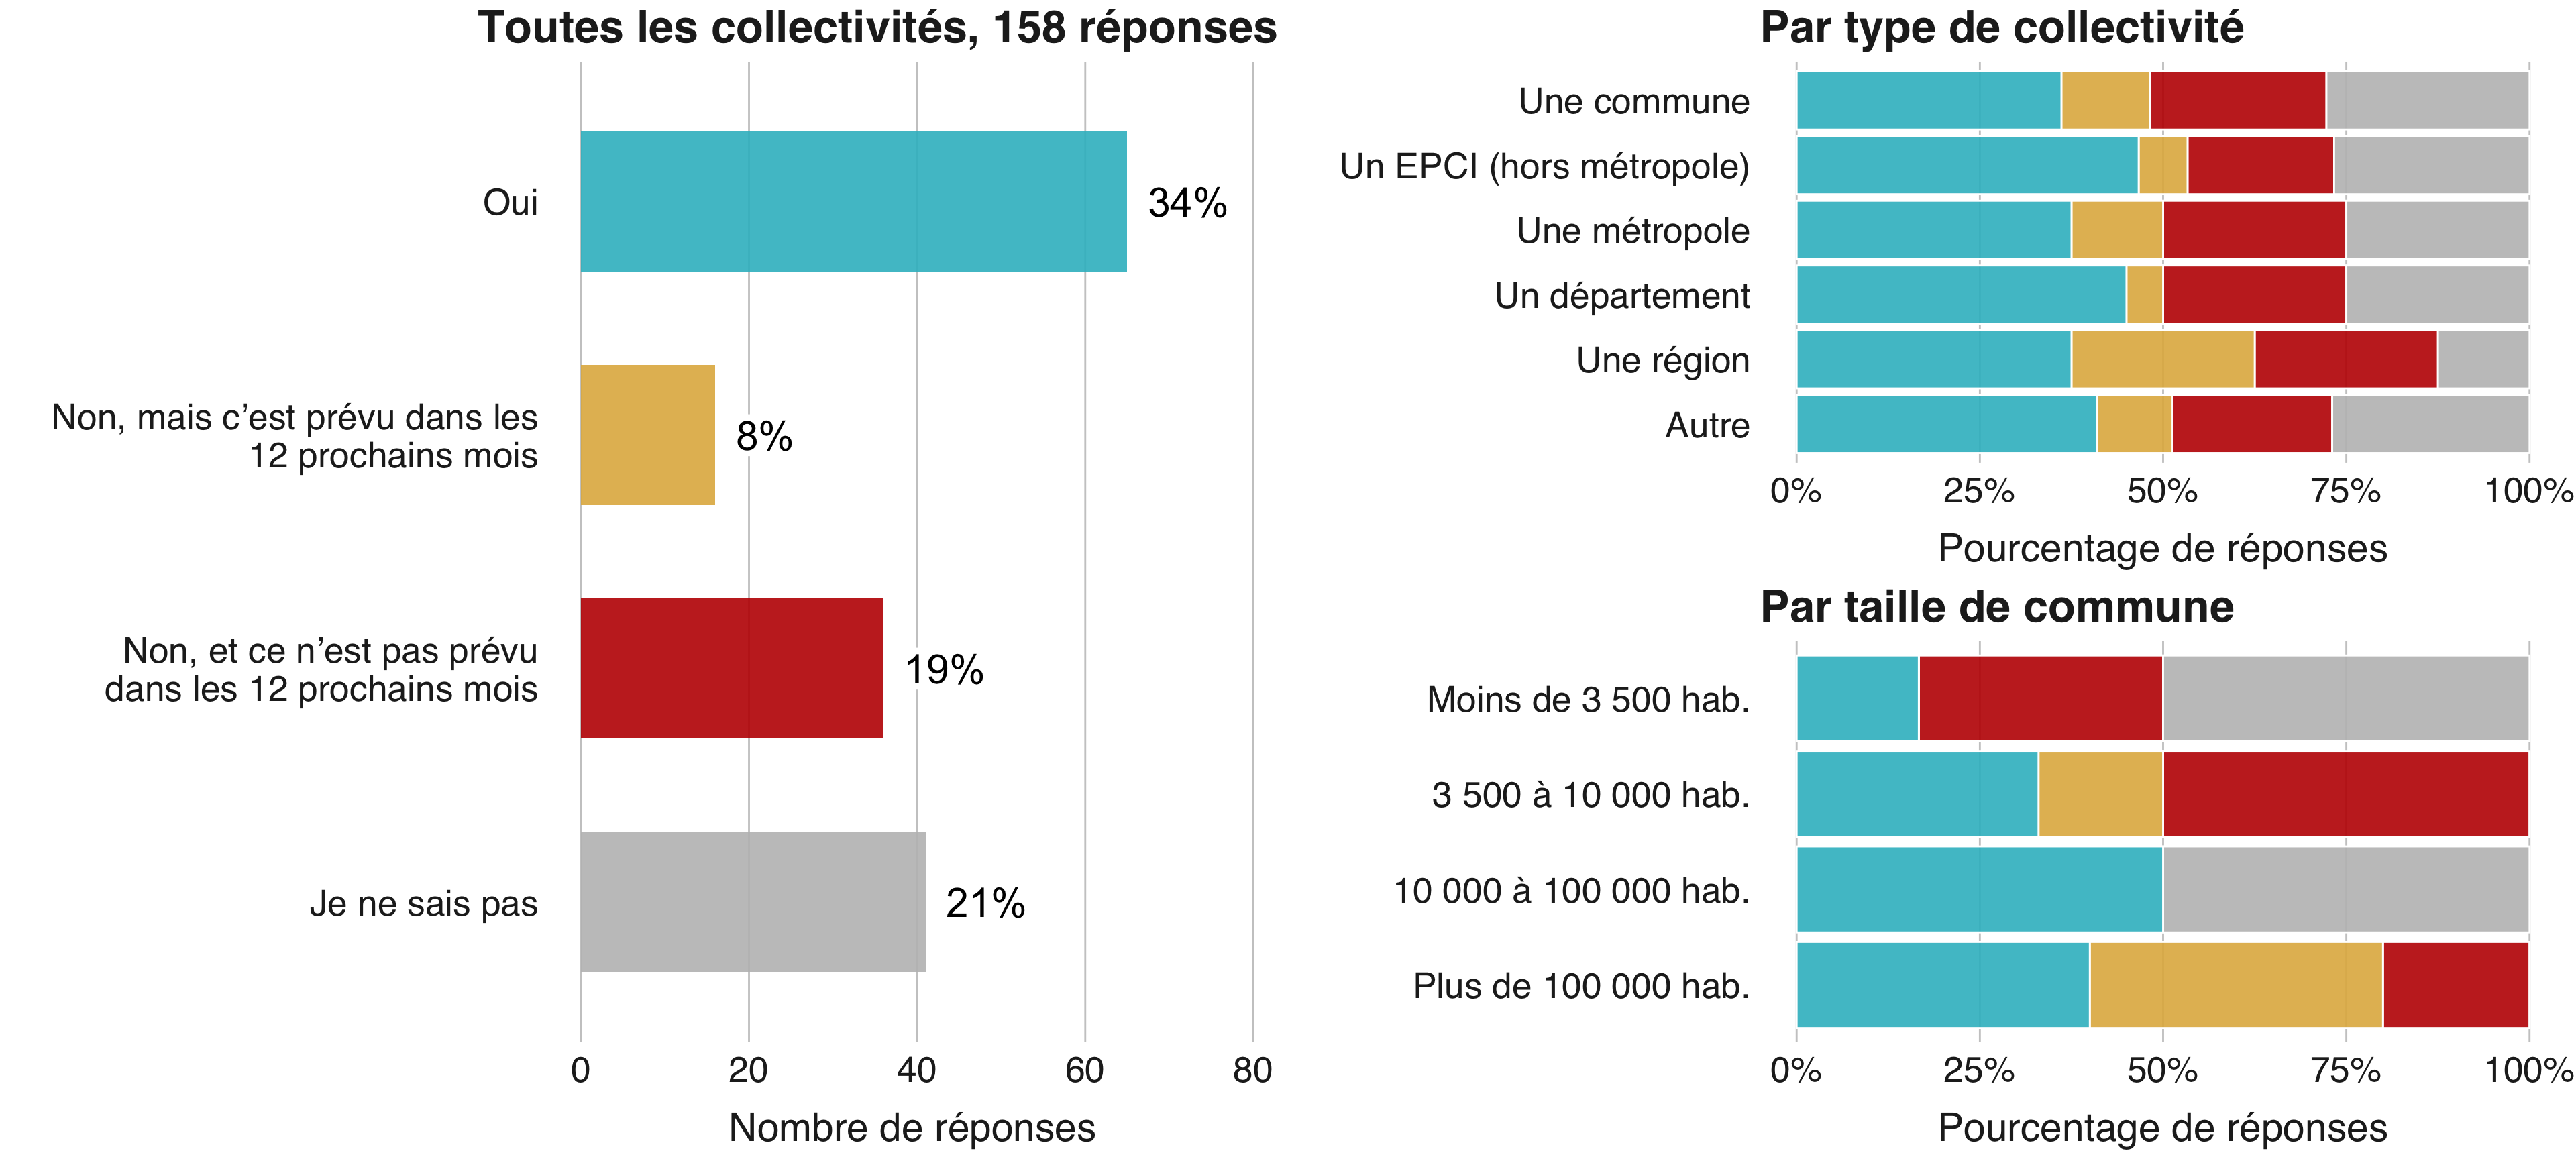 Toutes les collectivités, 158 réponses
Oui
34%
Non, mais c’est prévu dans les
12 prochains mois
8%
Non, et ce n’est pas prévu
dans les 12 prochains mois
19%
Je ne sais pas
21%
0 20 40 60 80
Nombre de réponses
Par type de collectivité
Une commune
Un EPCI (hors métropole)
Une métropole
Un département
Une région
Autre
0% 25% 50% 75% 100%
Pourcentage de réponses
Par taille de commune
Moins de 3 500 hab.
3 500 à 10 000 hab.
10 000 à 100 000 hab.
Plus de 100 000 hab.
0% 25% 50% 75% 100%
Pourcentage de réponses